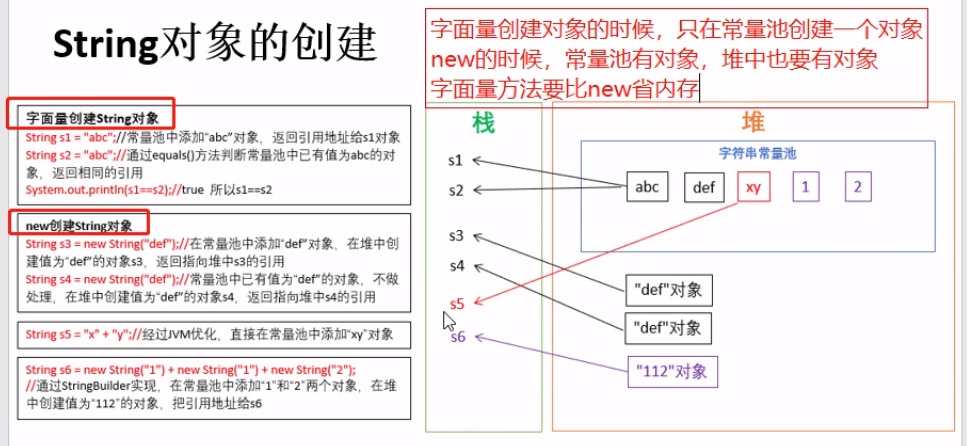 String对象的创建
字面量创建对象的时候，只在常量池创建一个对象
new的时候，常量池有对象，堆中也要有对象
字面量方法要比new省内存
字面量创建String对象
String s1 = "abc";//常量池中添加"abc"对象，返回引用地址给s1对象
String s2 = "abc";//通过equals()方法判断常量池中已有值为abc的对
象，返回相同的引用
System.out.println(s1==s2);//true 所以s1==s2
new创建String对象
String s3 = new String("def");//在常量池中添加"def"对象，在堆中创
建值为"def"的对象s3，返回指向堆中s3的引用
String s4 = new String("def");//常量池中已有值为"def"的对象，不做
处理，在堆中创建值为"def"的对象s4，返回指向堆中s4的引用
String s5 = "x" + "y";//经过JVM优化，直接在常量池中添加"xy"对象
String s6 = new String("1") + new String("1") + new String("2");
//通过StringBuilder实现，在常量池中添加"1"和"2"两个对象，在堆
中创建值为"112"的对象，把引用地址给s6
栈
s1
s2
s3
s4
s5
s6
堆
字符串常量池
abc
def
xy
1
2
"def"对象
"def"对象
"112"对象